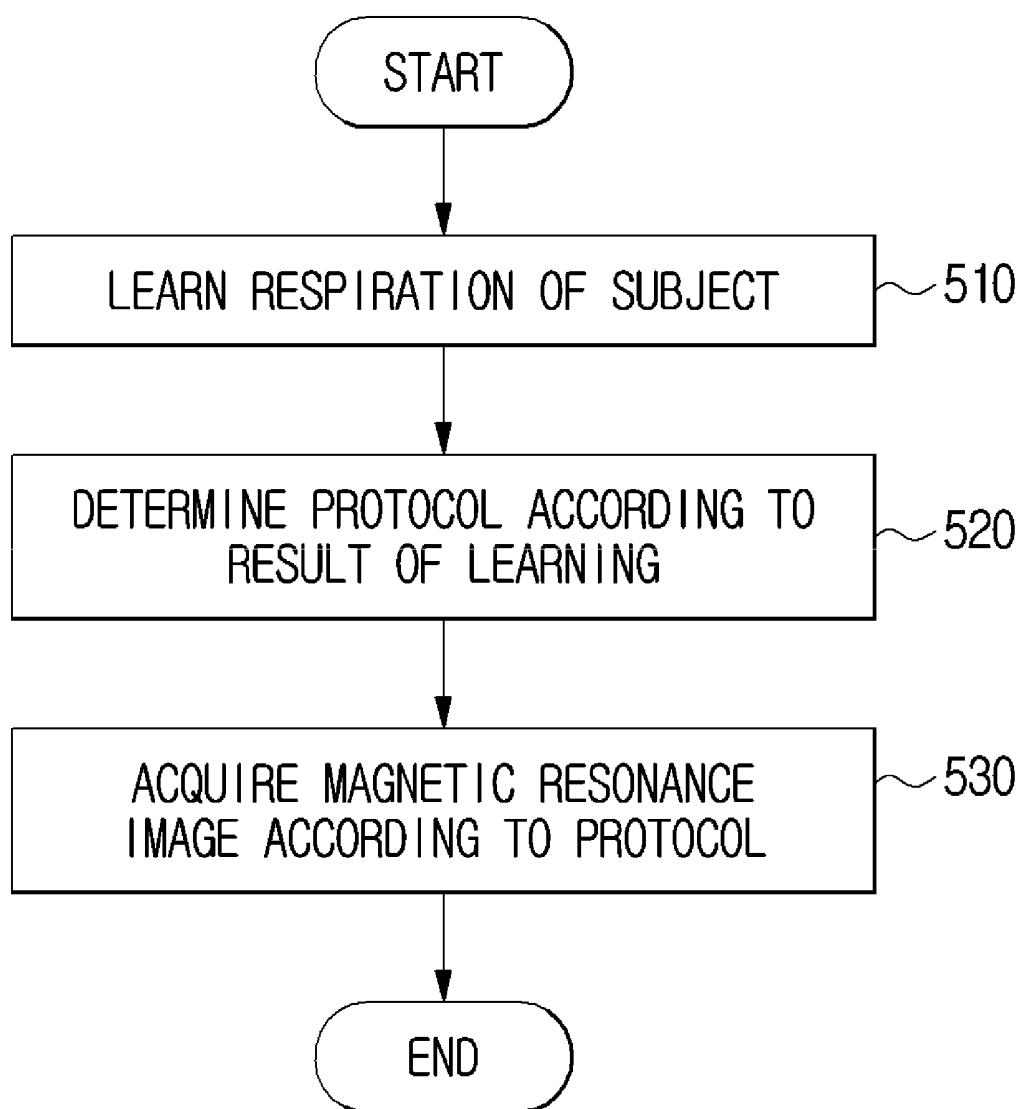 START
LEARN RESPIRATION OF SUBJECT
510
DETERMINE PROTOCOL ACCORDING TO
RESULT OF LEARNING
520
ACQUIRE MAGNETIC RESONANCE
IMAGE ACCORDING TO PROTOCOL
530
END